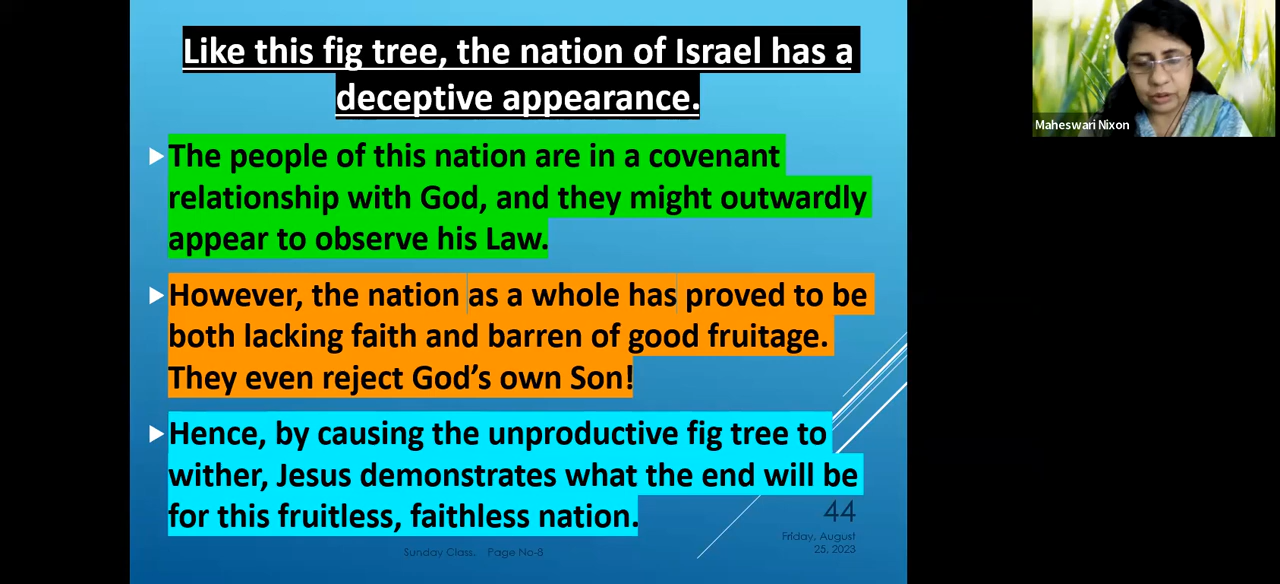 Like this fig tree, the nation of Israel has a
deceptive appearance.
The people of this nation are in a covenant
relationship with God, and they might outwardly
appear to observe his Law.
However, the nation as a whole has proved to be
both lacking faith and barren of good fruitage.
They even reject God’s own Son!
Hence, by causing the unproductive fig tree to
wither, Jesus demonstrates what the end will be
for this fruitless, faithless nation.
44
Friday, August
25, 2023
Sunday Class. Page No-8
Maheswari Nixon